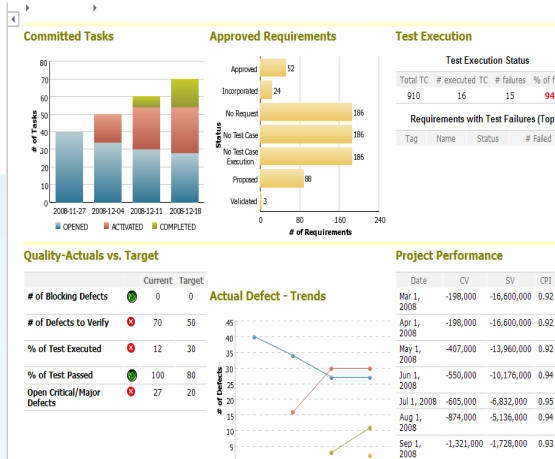 Committed Tasks
80
70
60
50
40
30
20
10
0
# of Tasks
2008-11-27 2008-12-04 2008-12-11 2008-12-18
OPENED ACTIVATED COMPLETED
Approved Requirements
Status
Approved 52
Incorporated 24
No Request 186
No Test Case 186
No Test Case
Execution 186
Proposed 88
Validated 3
0 80 160 240
# of Requirements
Test Execution
Test Execution Status
Total TC # executed TC # failures % of f
910 16 15 94
Requirements with Test Failures (Top
Tag Name Status # Failed
Quality-Actuals vs. Target
Current Target
# of Blocking Defects 0 0
# of Defects to Verify 70 50
% of Test Executed 12 30
% of Test Passed 100 80
Open Critical/Major
Defects 27 20
Actual Defect - Trends
45
40
35
30
25
20
15
10
5
# of Defects
Project Performance
Date CV SV CPI
Mar 1,
2008 -198,000 -16,600,000 0.92
Apr 1,
2008 -198,000 -16,600,000 0.92
May 1,
2008 -407,000 -13,960,000 0.92
Jun 1,
2008 -550,000 -10,176,000 0.94
Jul 1, 2008 -605,000 -6,832,000 0.95
Aug 1,
2008 -874,000 -5,136,000 0.94
Sep 1,
2008 -1,321,000 -1,728,000 0.93